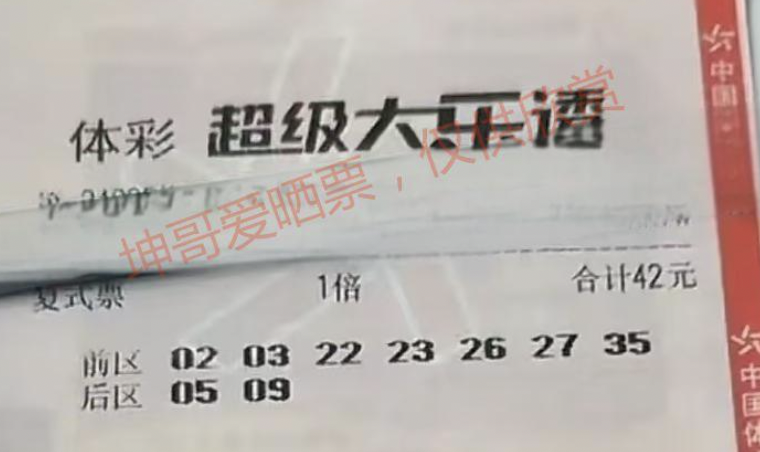 体彩 超级大乐透
坤哥爱晒票，仅供欣赏
复式票 1倍 合计42元
前区 02 03 22 23 26 27 35
后区 05 09
中国
中国体